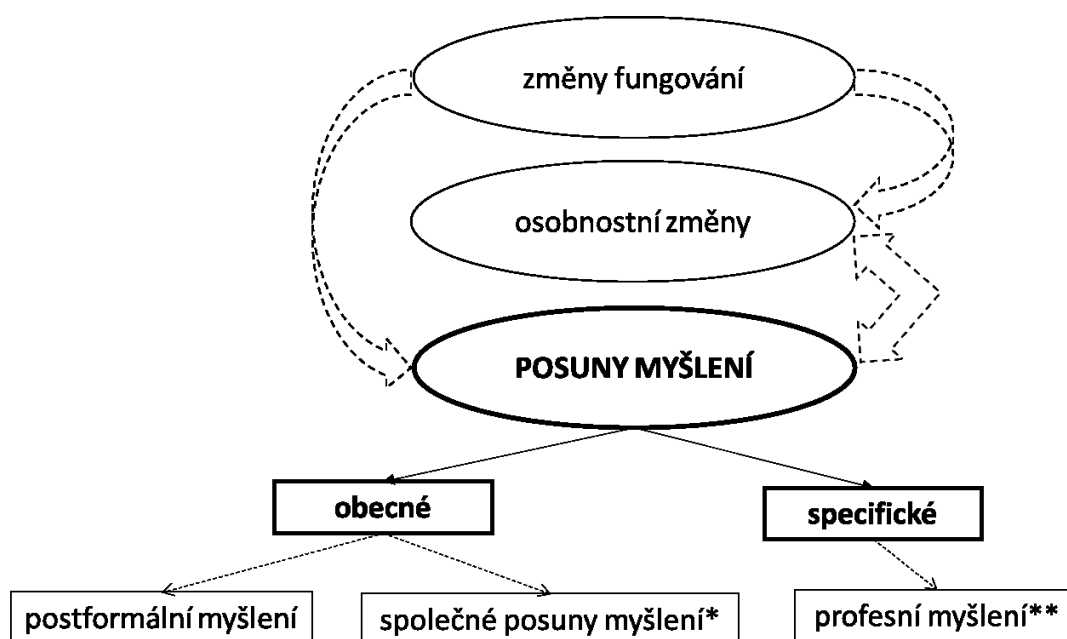 změny fungování
osobnostní změny
POSUNY MYŠLENÍ
obecné
specifické
postformální myšlení
společné posuny myšlení*
profesní myšlení**